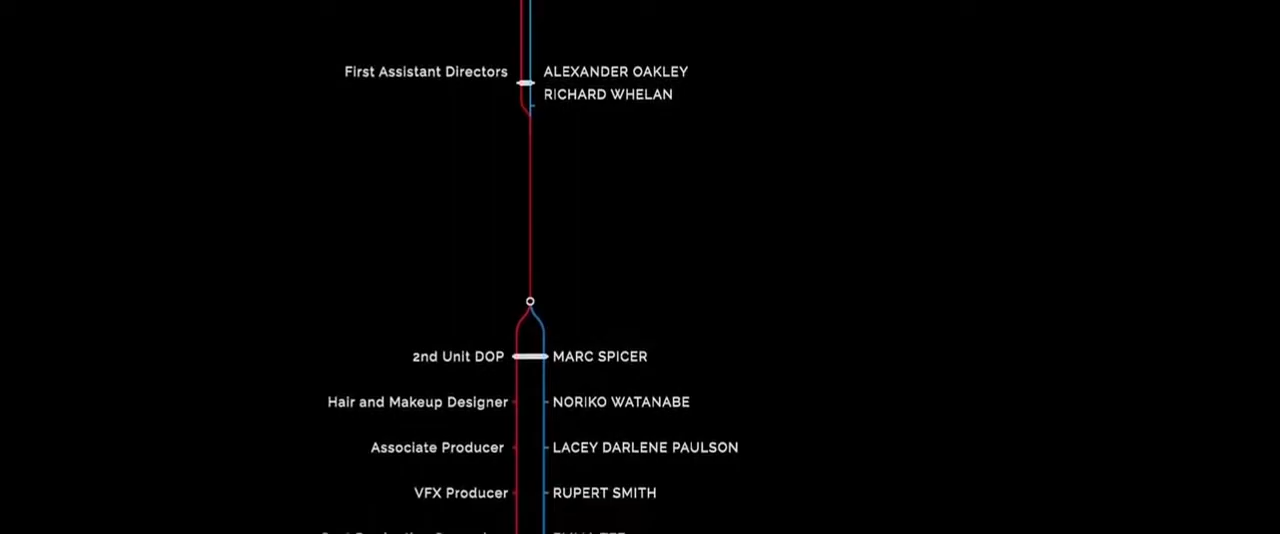 First Assistant Directors ALEXANDER OAKLEY
RICHARD WHELAN
2nd Unit DOP MARC SPICER
Hair and Makeup Designer NORIKO WATANABE
Associate Producer LACEY DARLENE PAULSON
VFX Producer RUPERT SMITH